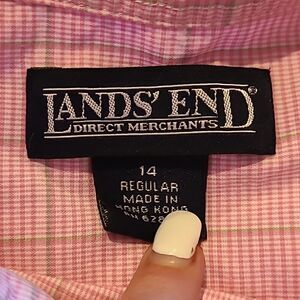 LANDS' END®
DIRECT MERCHANTS
14
REGULAR
MADE IN
HONG KONG